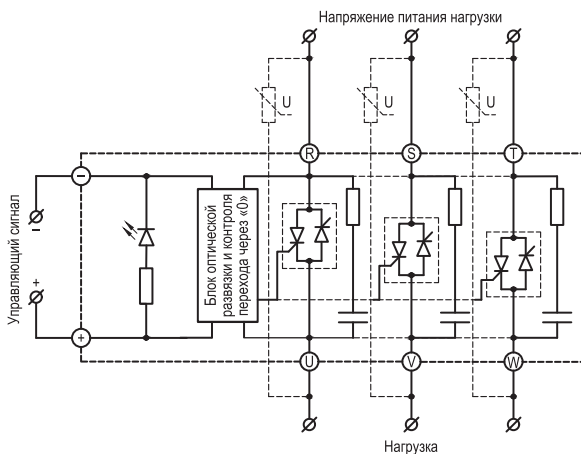 Напряжение питания нагрузки
U
U
U
R
S
T
Управляющий сигнал
–
+
–
+
Блок оптической
развязки и контроля
перехода через «0»
U
V
W
Нагрузка